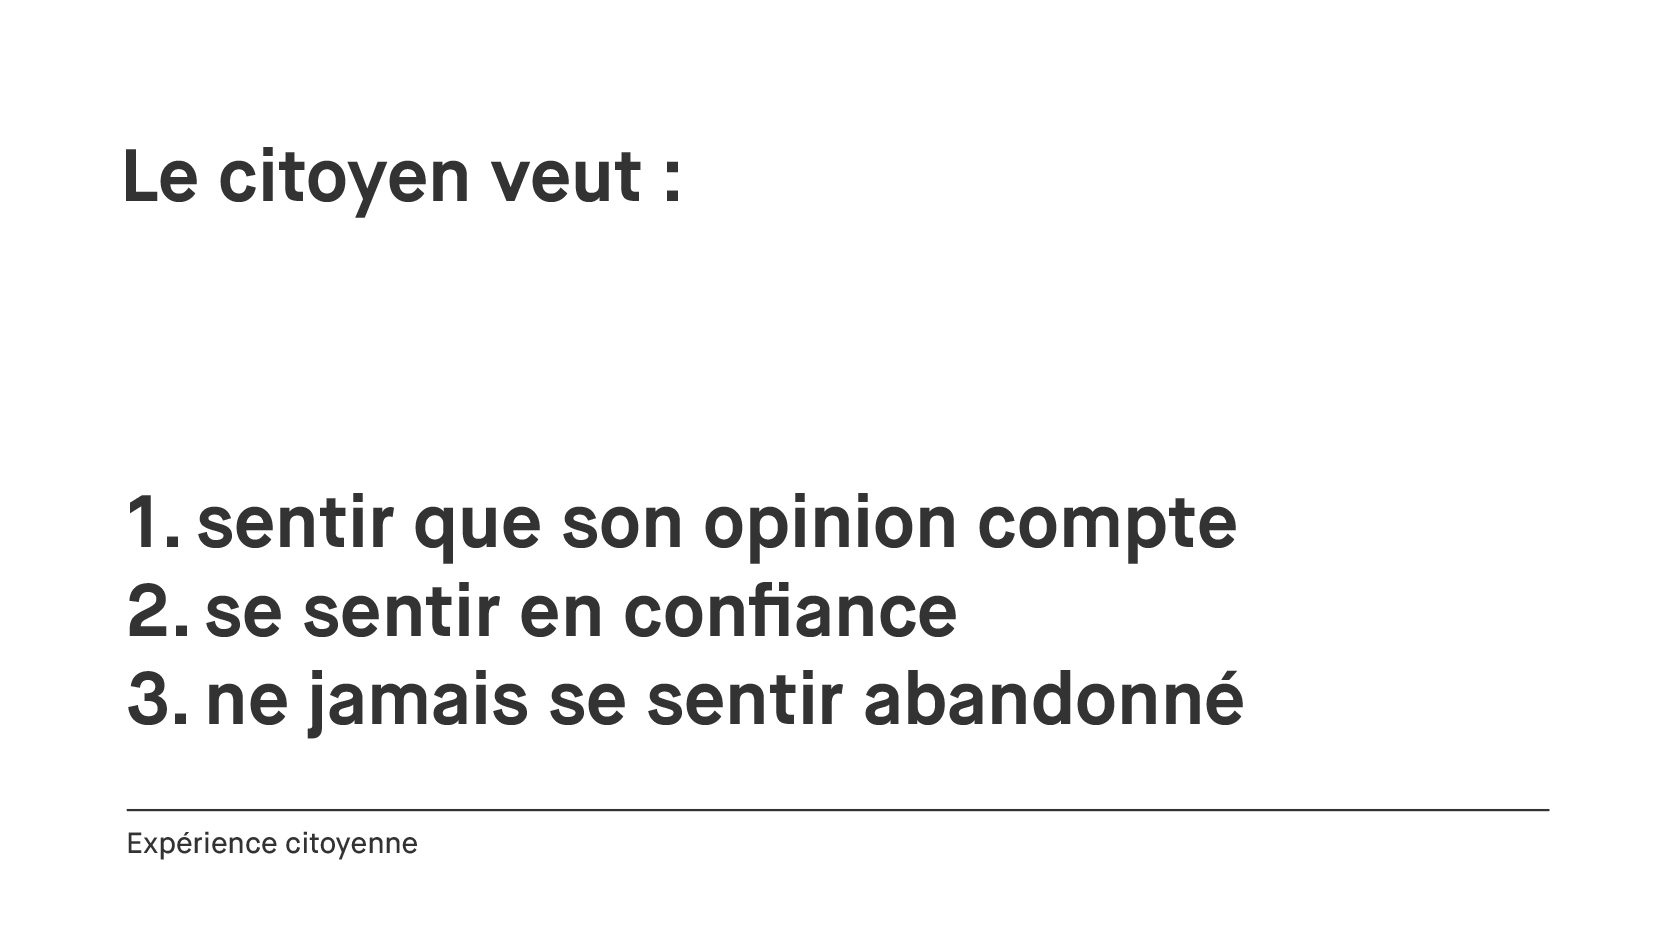 Le citoyen veut :
1. sentir que son opinion compte
2. se sentir en confiance
3. ne jamais se sentir abandonné
Expérience citoyenne